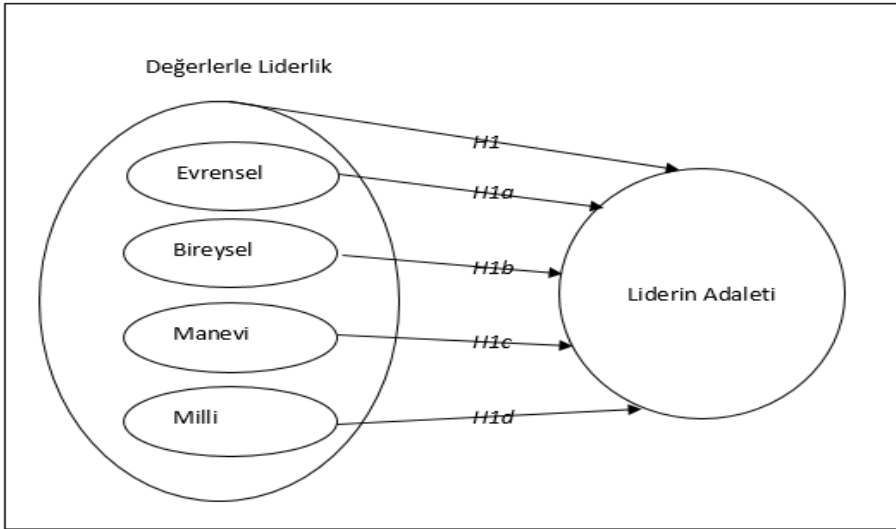 Değerlerle Liderlik
H1
Evrensel
H1a
Bireysel
H1b
Liderin Adaleti
Manevi
H1c
Milli
H1d